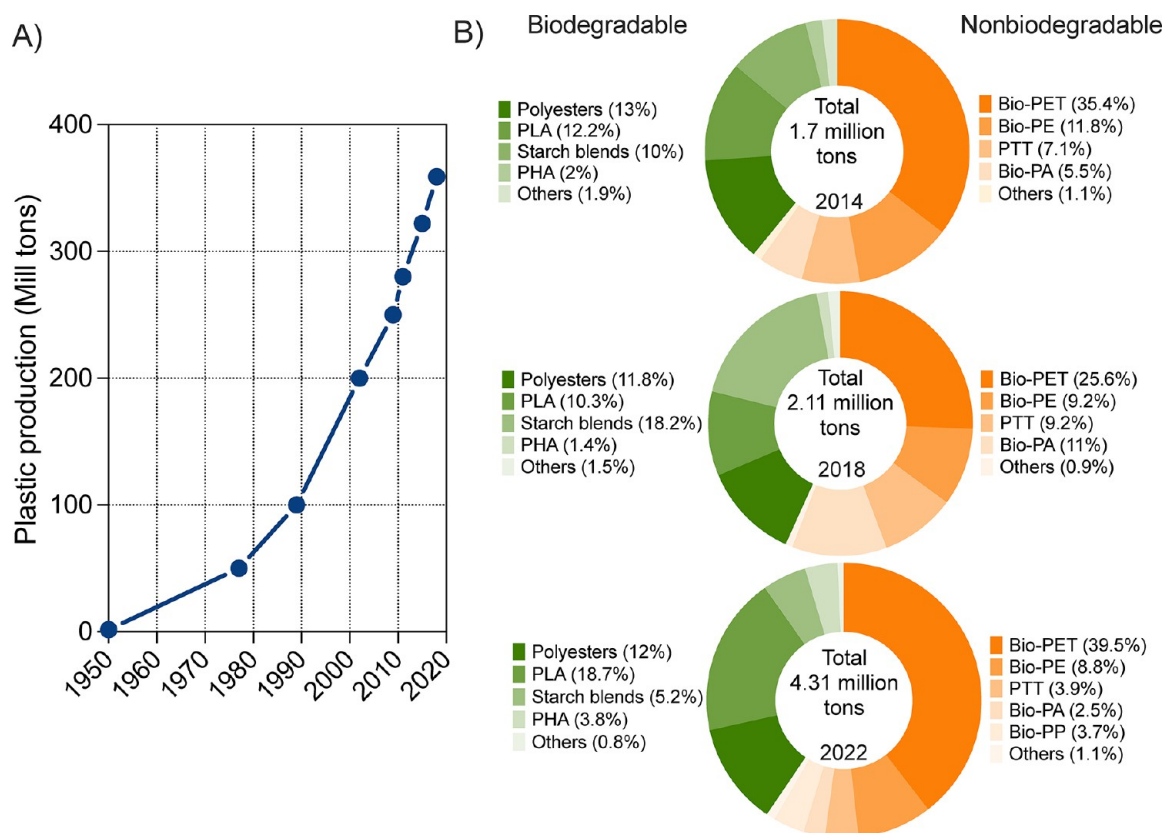 A)
Plastic production (Mill tons)
400
300
200
100
0
1950
1960
1970
1980
1990
2000
2010
2020
B)
Biodegradable
Nonbiodegradable
Polyesters (13%)
PLA (12.2%)
Starch blends (10%)
PHA (2%)
Others (1.9%)
Total
1.7 million
tons
2014
Bio-PET (35.4%)
Bio-PE (11.8%)
PTT (7.1%)
Bio-PA (5.5%)
Others (1.1%)
Polyesters (11.8%)
PLA (10.3%)
Starch blends (18.2%)
PHA (1.4%)
Others (1.5%)
Total
2.11 million
tons
2018
Bio-PET (25.6%)
Bio-PE (9.2%)
PTT (9.2%)
Bio-PA (11%)
Others (0.9%)
Polyesters (12%)
PLA (18.7%)
Starch blends (5.2%)
PHA (3.8%)
Others (0.8%)
Total
4.31 million
tons
2022
Bio-PET (39.5%)
Bio-PE (8.8%)
PTT (3.9%)
Bio-PA (2.5%)
Bio-PP (3.7%)
Others (1.1%)